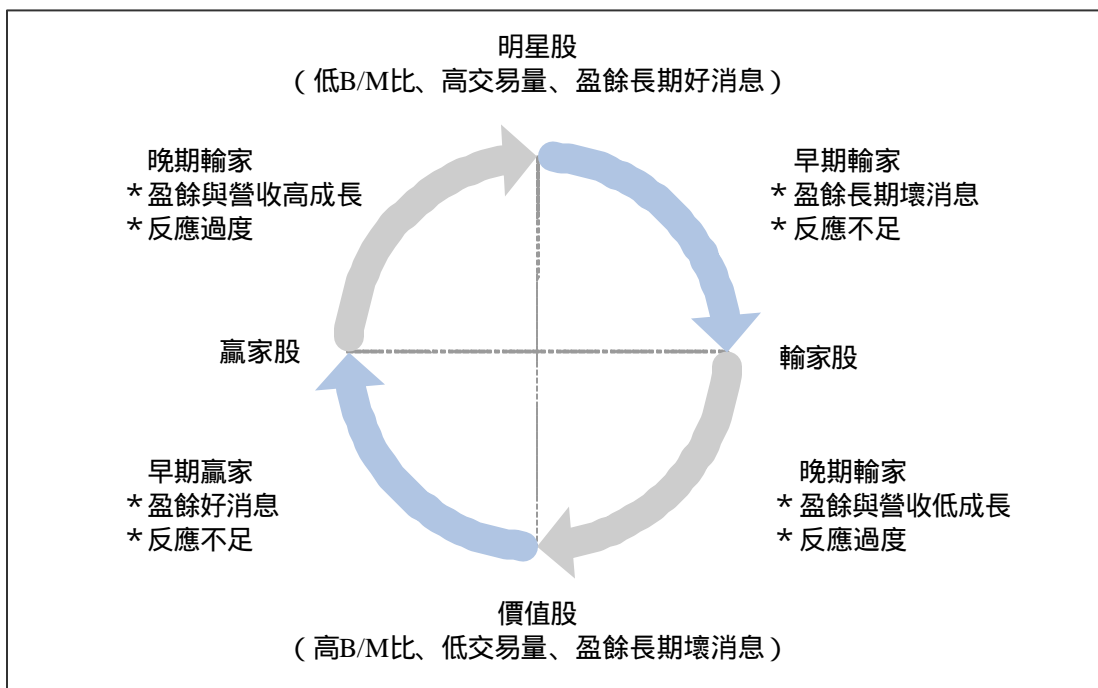 明星股
（低B/M比、高交易量、盈餘長期好消息）
晚期輸家
*盈餘與營收高成長
*反應過度
早期輸家
*盈餘長期壞消息
*反應不足
贏家股
輸家股
早期贏家
*盈餘好消息
*反應不足
晚期輸家
*盈餘與營收低成長
*反應過度
價值股
（高B/M比、低交易量、盈餘長期壞消息）